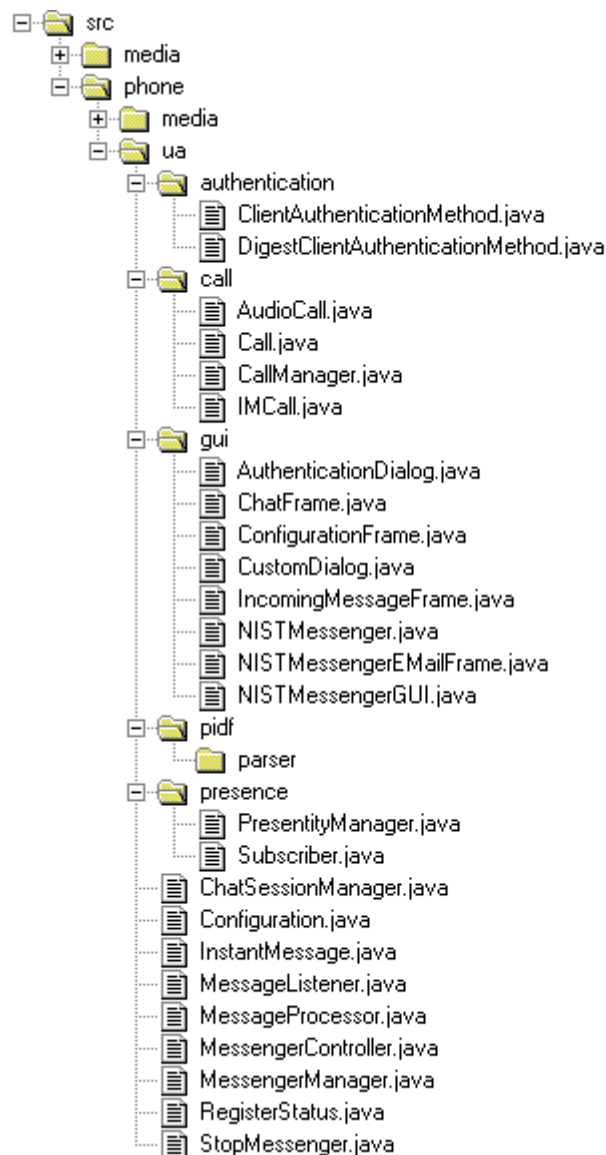 src
media
phone
media
ua
authentication
ClientAuthenticationMethod.java
DigestClientAuthenticationMethod.java
call
AudioCall.java
Call.java
CallManager.java
IMCall.java
gui
AuthenticationDialog.java
ChatFrame.java
ConfigurationFrame.java
CustomDialog.java
IncomingMessageFrame.java
NISTMessenger.java
NISTMessengerEMailFrame.java
NISTMessengerGUI.java
pidf
parser
presence
PresentityManager.java
Subscriber.java
ChatSessionManager.java
Configuration.java
InstantMessage.java
MessageListener.java
MessageProcessor.java
MessengerController.java
MessengerManager.java
RegisterStatus.java
StopMessenger.java